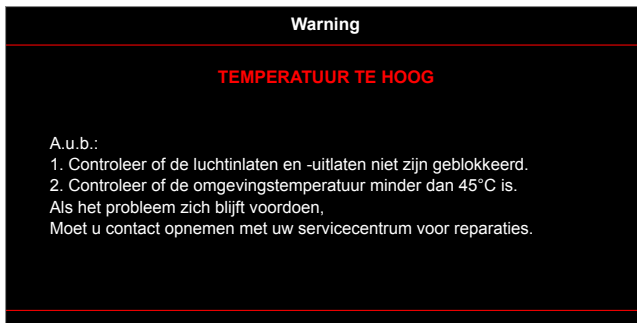 Warning
TEMPERATUUR TE HOOG
A.u.b.:
1. Controleer of de luchtinlaten en -uitlaten niet zijn geblokkeerd.
2. Controleer of de omgevingstemperatuur minder dan 45°C is.
Als het probleem zich blijft voordoen,
Moet u contact opnemen met uw servicecentrum voor reparaties.